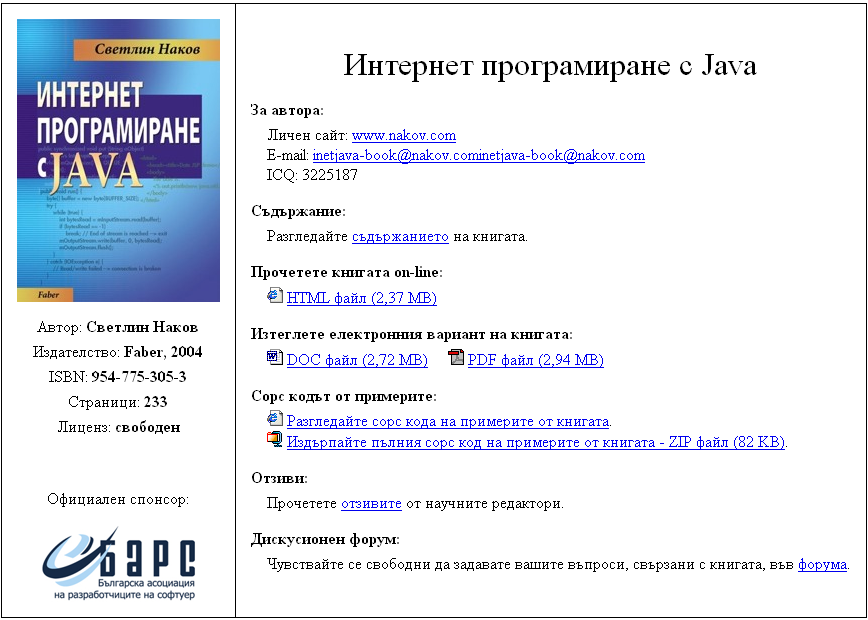 Светлин Наков
ИНТЕРНЕТ
ПРОГРАМИРАНЕ
с JAVA
Faber
Автор: Светлин Наков
Издателство: Faber, 2004
ISBN: 954-775-305-3
Страници: 233
Лиценз: свободен
Официален спонсор:
БАРС
Българска асоциация
на разработчиците на софтуер
Интернет програмиране с Java
За автора:
Личен сайт: www.nakov.com
E-mail: inetjava-book@nakov.cominetjava-book@nakov.com
ICQ: 3225187
Съдържание:
Разгледайте съдържанието на книгата.
Прочетете книгата on-line:
HTML файл (2,37 MB)
Изтеглете електронния вариант на книгата:
DOC файл (2,72 MB) PDF файл (2,94 MB)
Сорс кодът от примерите:
Разгледайте сорс кода на примерите от книгата.
Издърпайте пълния сорс код на примерите от книгата - ZIP файл (82 KB).
Отзиви:
Прочетете отзивите от научните редактори.
Дискусионен форум:
Чувствайте се свободни да задавате вашите въпроси, свързани с книгата, във форума.